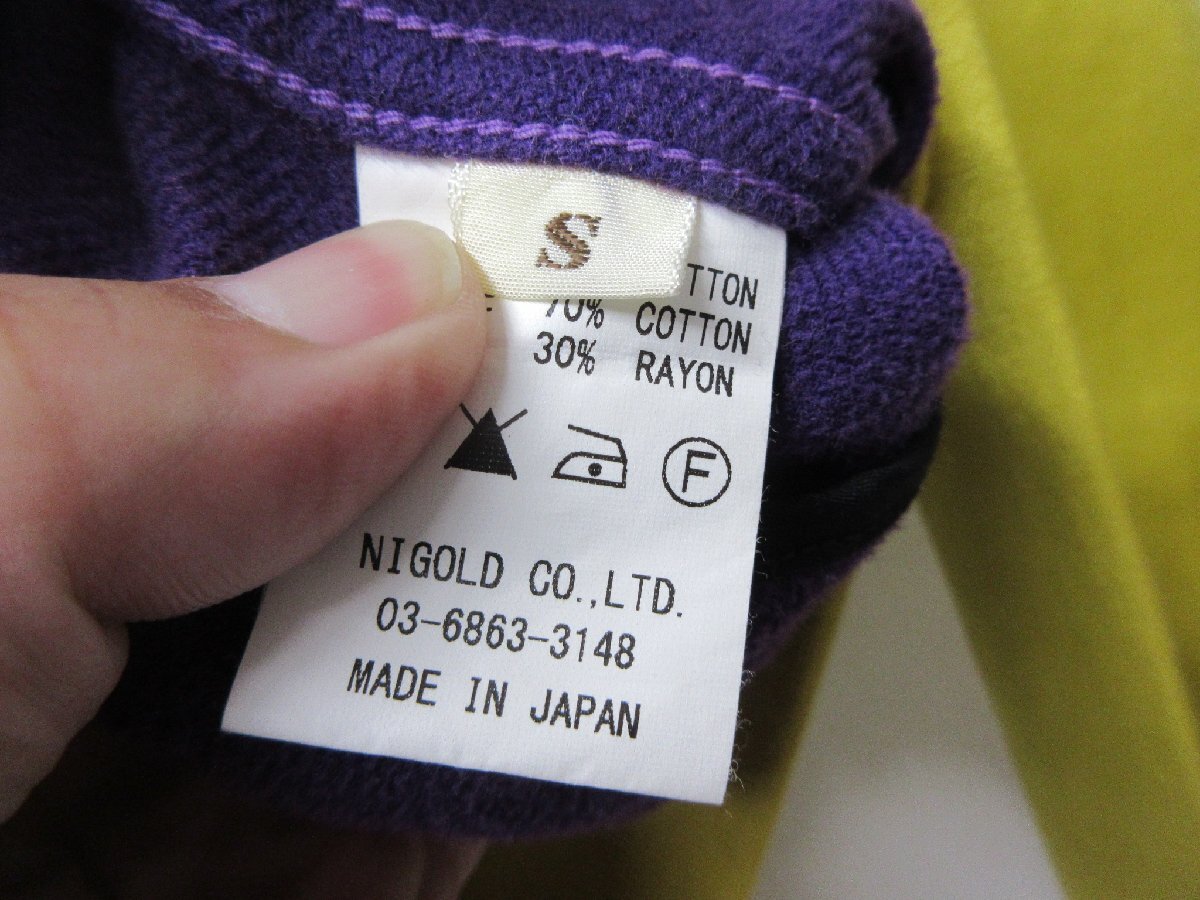 S
TTON
70% COTTON
30% RAYON
F
NIGOLD CO.,LTD.
03-6863-3148
MADE IN JAPAN